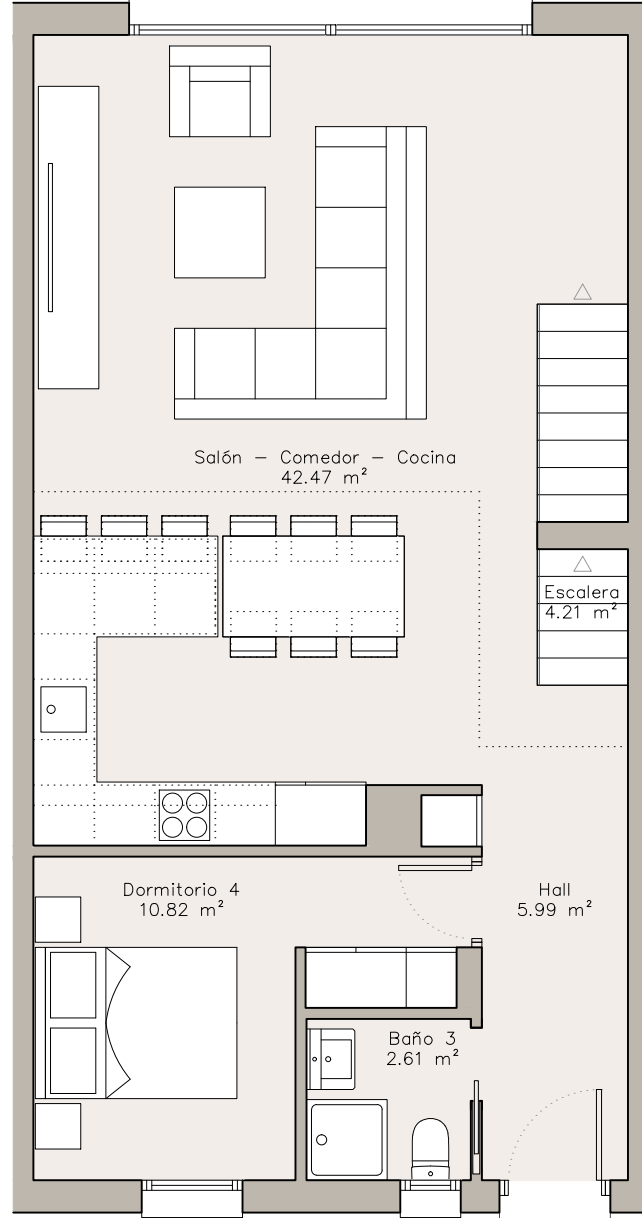 Salón – Comedor – Cocina
42.47 m²
Escalera
4.21 m²
Dormitorio 4
10.82 m²
Hall
5.99 m²
Baño 3
2.61 m²